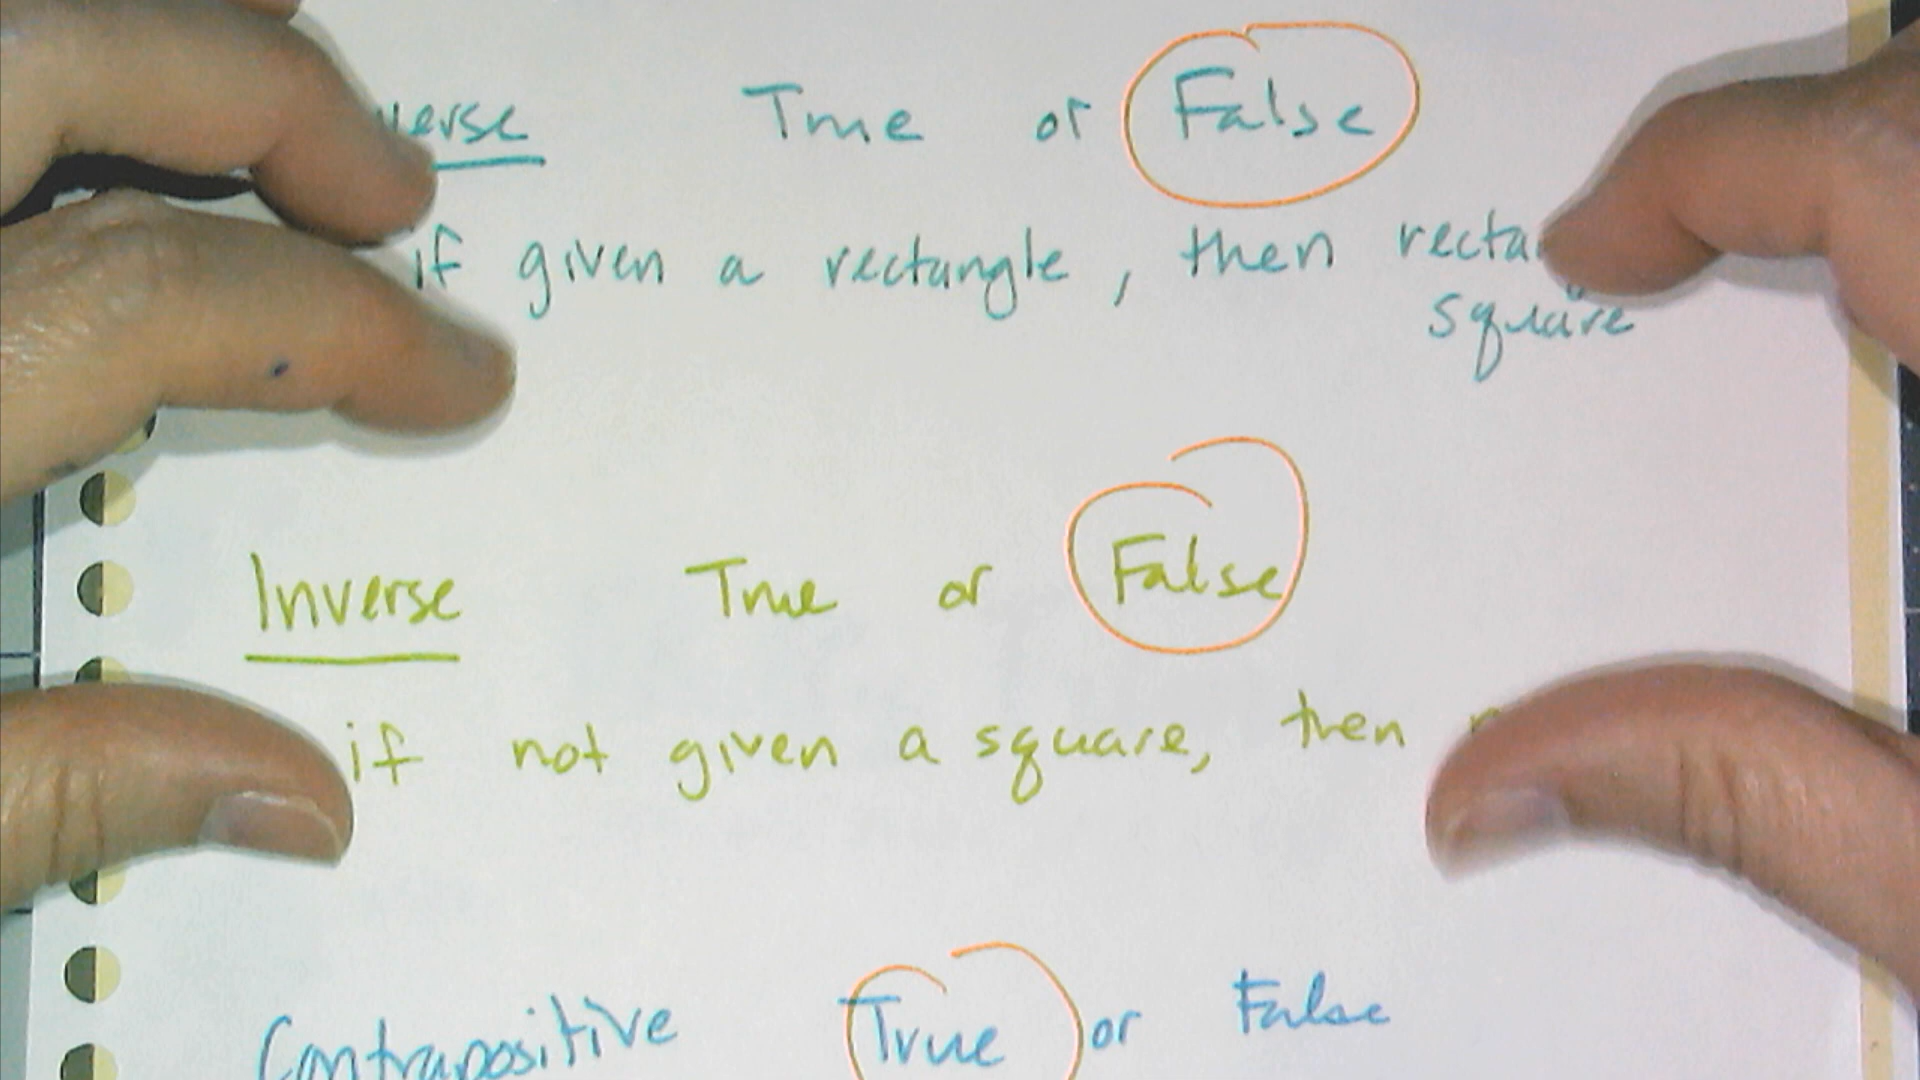 verse True or False
if given a rectangle, then recta
square
Inverse True or False
if not given a square, then
Contrapositive True or False